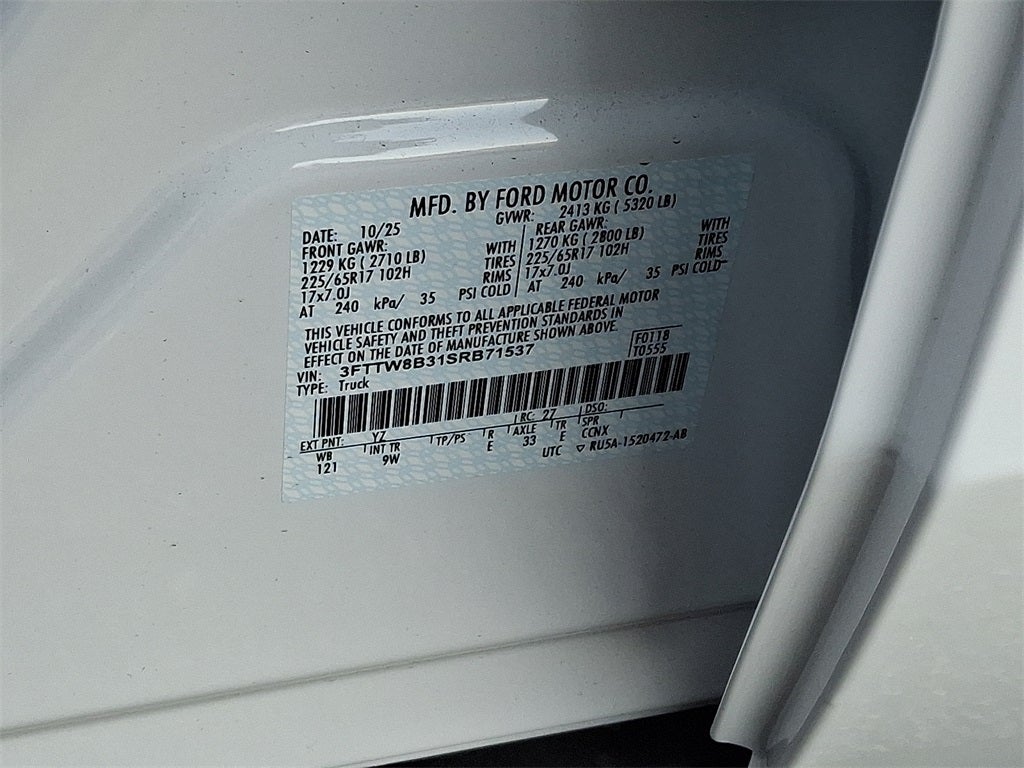 MFD. BY FORD MOTOR CO.
DATE: 10/25 GVWR: 2413 KG ( 5320 LB)
FRONT GAWR: REAR GAWR:
1229 KG ( 2710 LB) WITH 1270 KG ( 2800 LB) WITH
225/65R17 102H TIRES 225/65R17 102H TIRES
17x7.0J RIMS 17x7.0J RIMS
AT 240 kPa/ 35 PSI COLD AT 240 kPa/ 35 PSI COLD
THIS VEHICLE CONFORMS TO ALL APPLICABLE FEDERAL MOTOR
VEHICLE SAFETY AND THEFT PREVENTION STANDARDS IN
EFFECT ON THE DATE OF MANUFACTURE SHOWN ABOVE.
VIN: 3FTTW8B31SRB71537 F0118
TYPE: Truck T0555
EXT PNT: YZ RC: 27 DSO:
WB INT TR TP/PS R AXLE TR SPR
121 9W E 33 E CCNX
UTC ▽ RU5A-1520472-AB